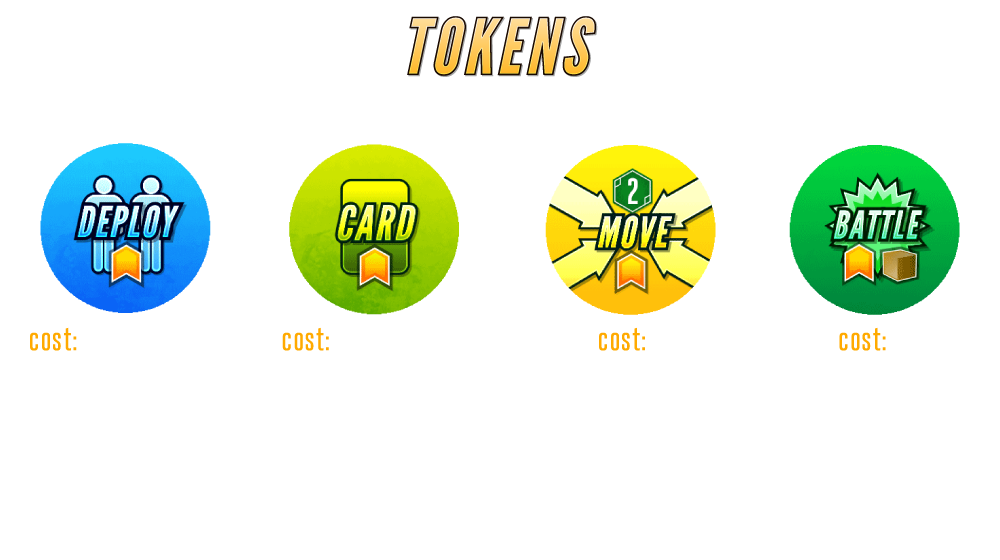 TOKENS
DEPLOY
CARD
2
MOVE
BATTLE
cost:
cost:
cost:
cost: